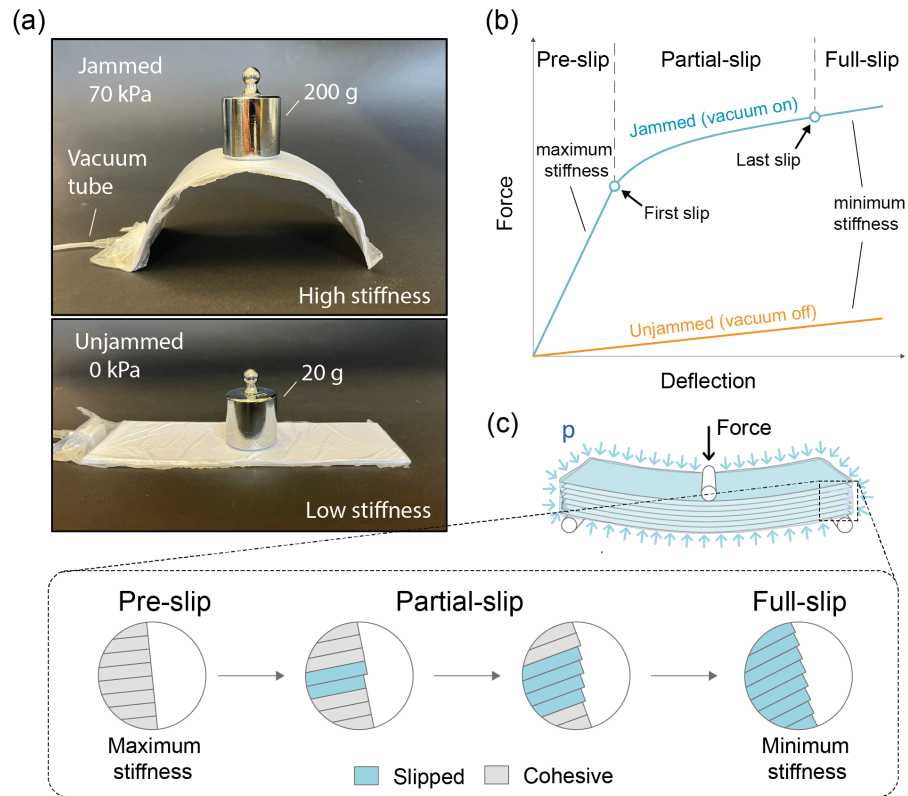 (a)
Jammed
70 kPa
200 g
Vacuum
tube
High stiffness
Unjammed
0 kPa
20 g
Low stiffness
(b)
Pre-slip
Partial-slip
Full-slip
Force
Jammed (vacuum on)
maximum
stiffness
Last slip
First slip
minimum
stiffness
Unjammed (vacuum off)
Deflection
(c)
p
Force
Pre-slip
Partial-slip
Full-slip
Maximum
stiffness
Minimum
stiffness
Slipped
Cohesive